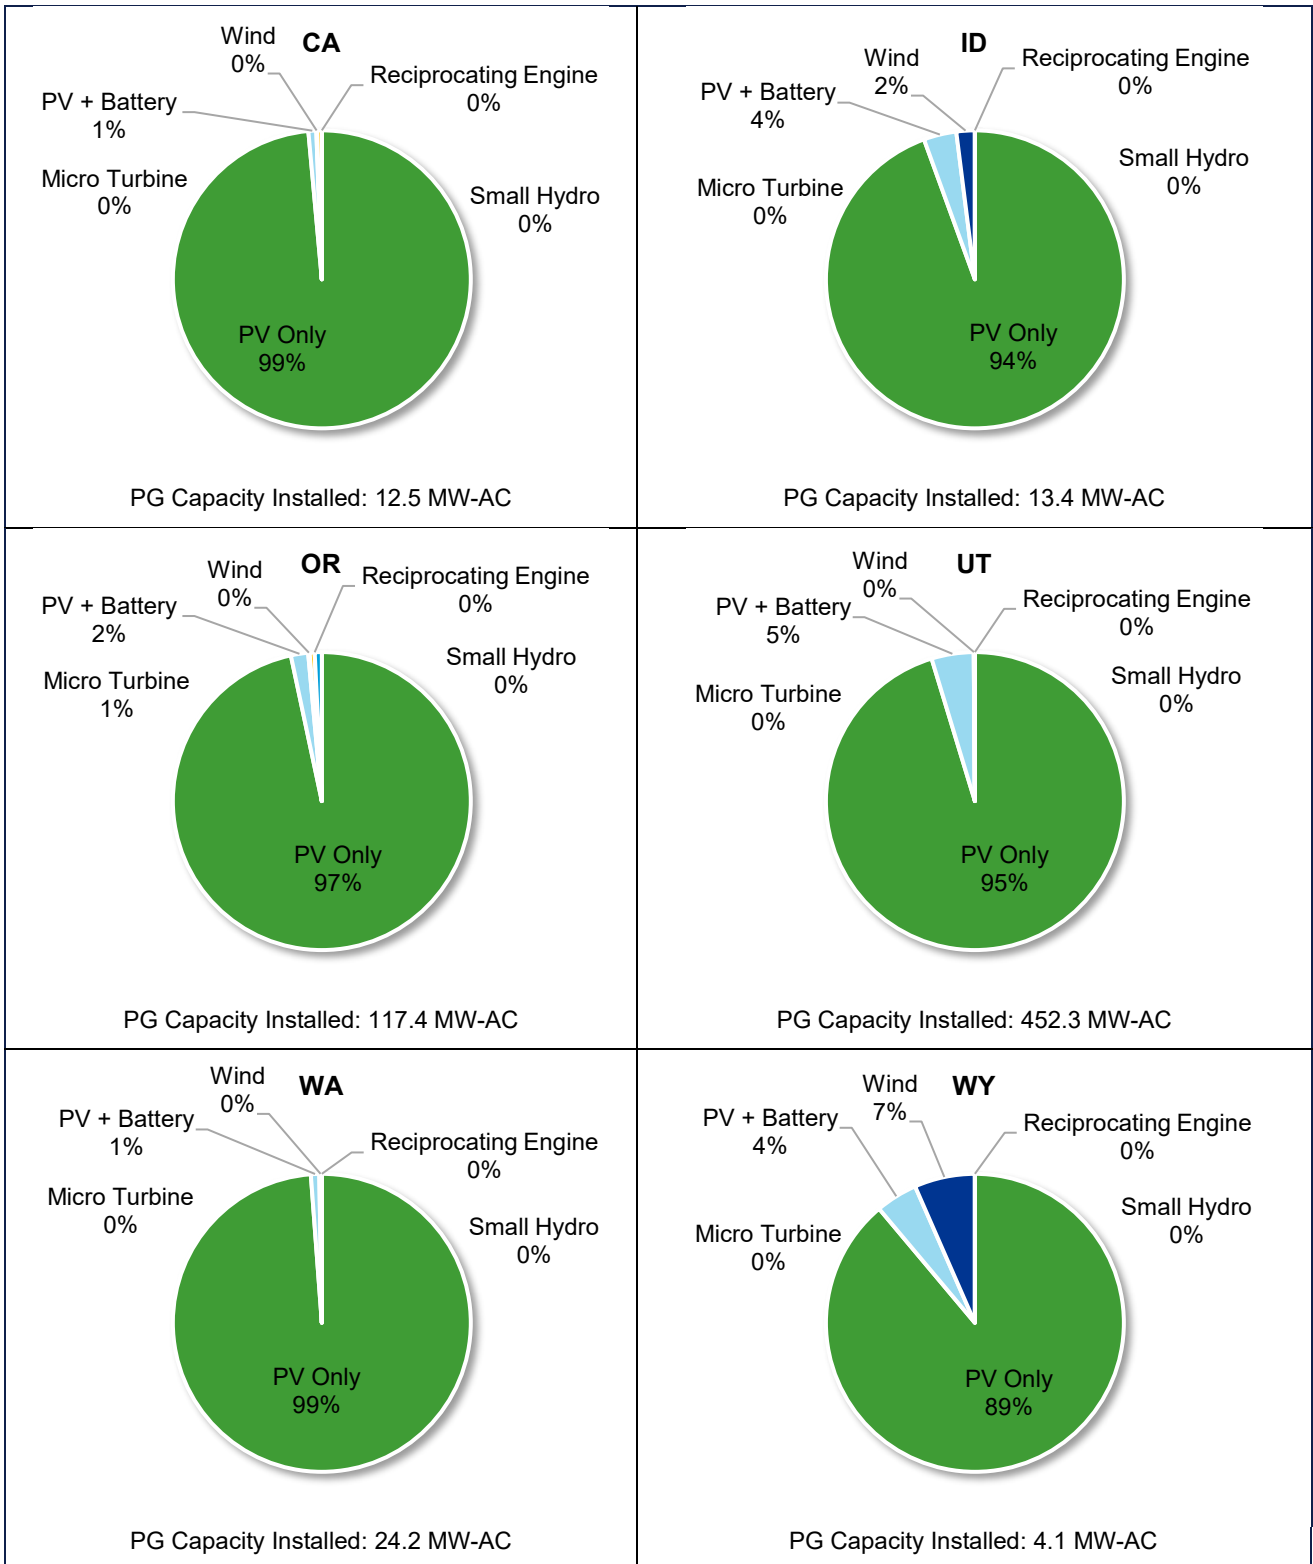 CA
Wind
0%
Reciprocating Engine
0%
PV + Battery
1%
Micro Turbine
0%
Small Hydro
0%
PV Only
99%
PG Capacity Installed: 12.5 MW-AC
ID
Wind
2%
Reciprocating Engine
0%
PV + Battery
4%
Small Hydro
0%
Micro Turbine
0%
PV Only
94%
PG Capacity Installed: 13.4 MW-AC
OR
Wind
0%
Reciprocating Engine
0%
PV + Battery
2%
Small Hydro
0%
Micro Turbine
1%
PV Only
97%
PG Capacity Installed: 117.4 MW-AC
UT
Wind
0%
Reciprocating Engine
0%
PV + Battery
5%
Small Hydro
0%
Micro Turbine
0%
PV Only
95%
PG Capacity Installed: 452.3 MW-AC
WA
Wind
0%
PV + Battery
1%
Reciprocating Engine
0%
Micro Turbine
0%
Small Hydro
0%
PV Only
99%
PG Capacity Installed: 24.2 MW-AC
WY
Wind
7%
PV + Battery
4%
Reciprocating Engine
0%
Small Hydro
0%
Micro Turbine
0%
PV Only
89%
PG Capacity Installed: 4.1 MW-AC